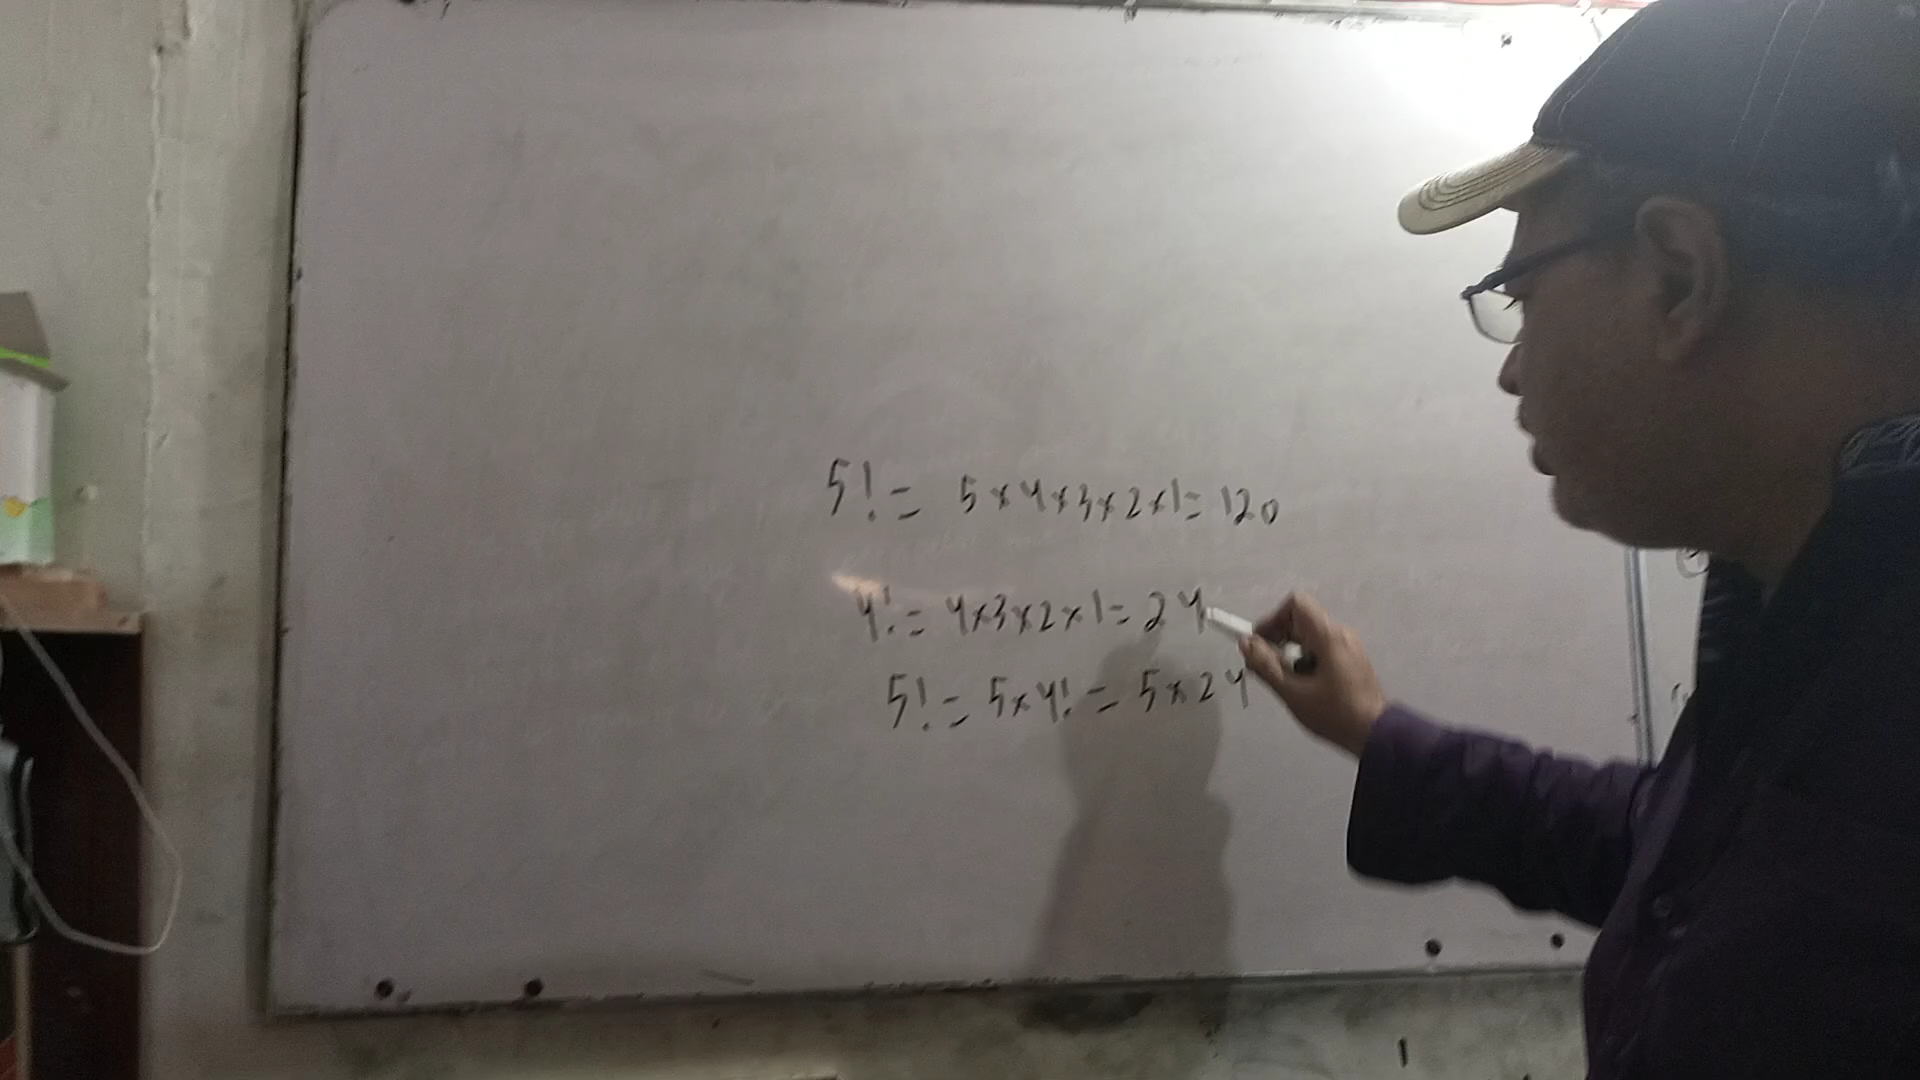 5! = 5 x 4 x 3 x 2 x 1 = 120
4! = 4 x 3 x 2 x 1 = 24
5! = 5 x 4! = 5 x 24